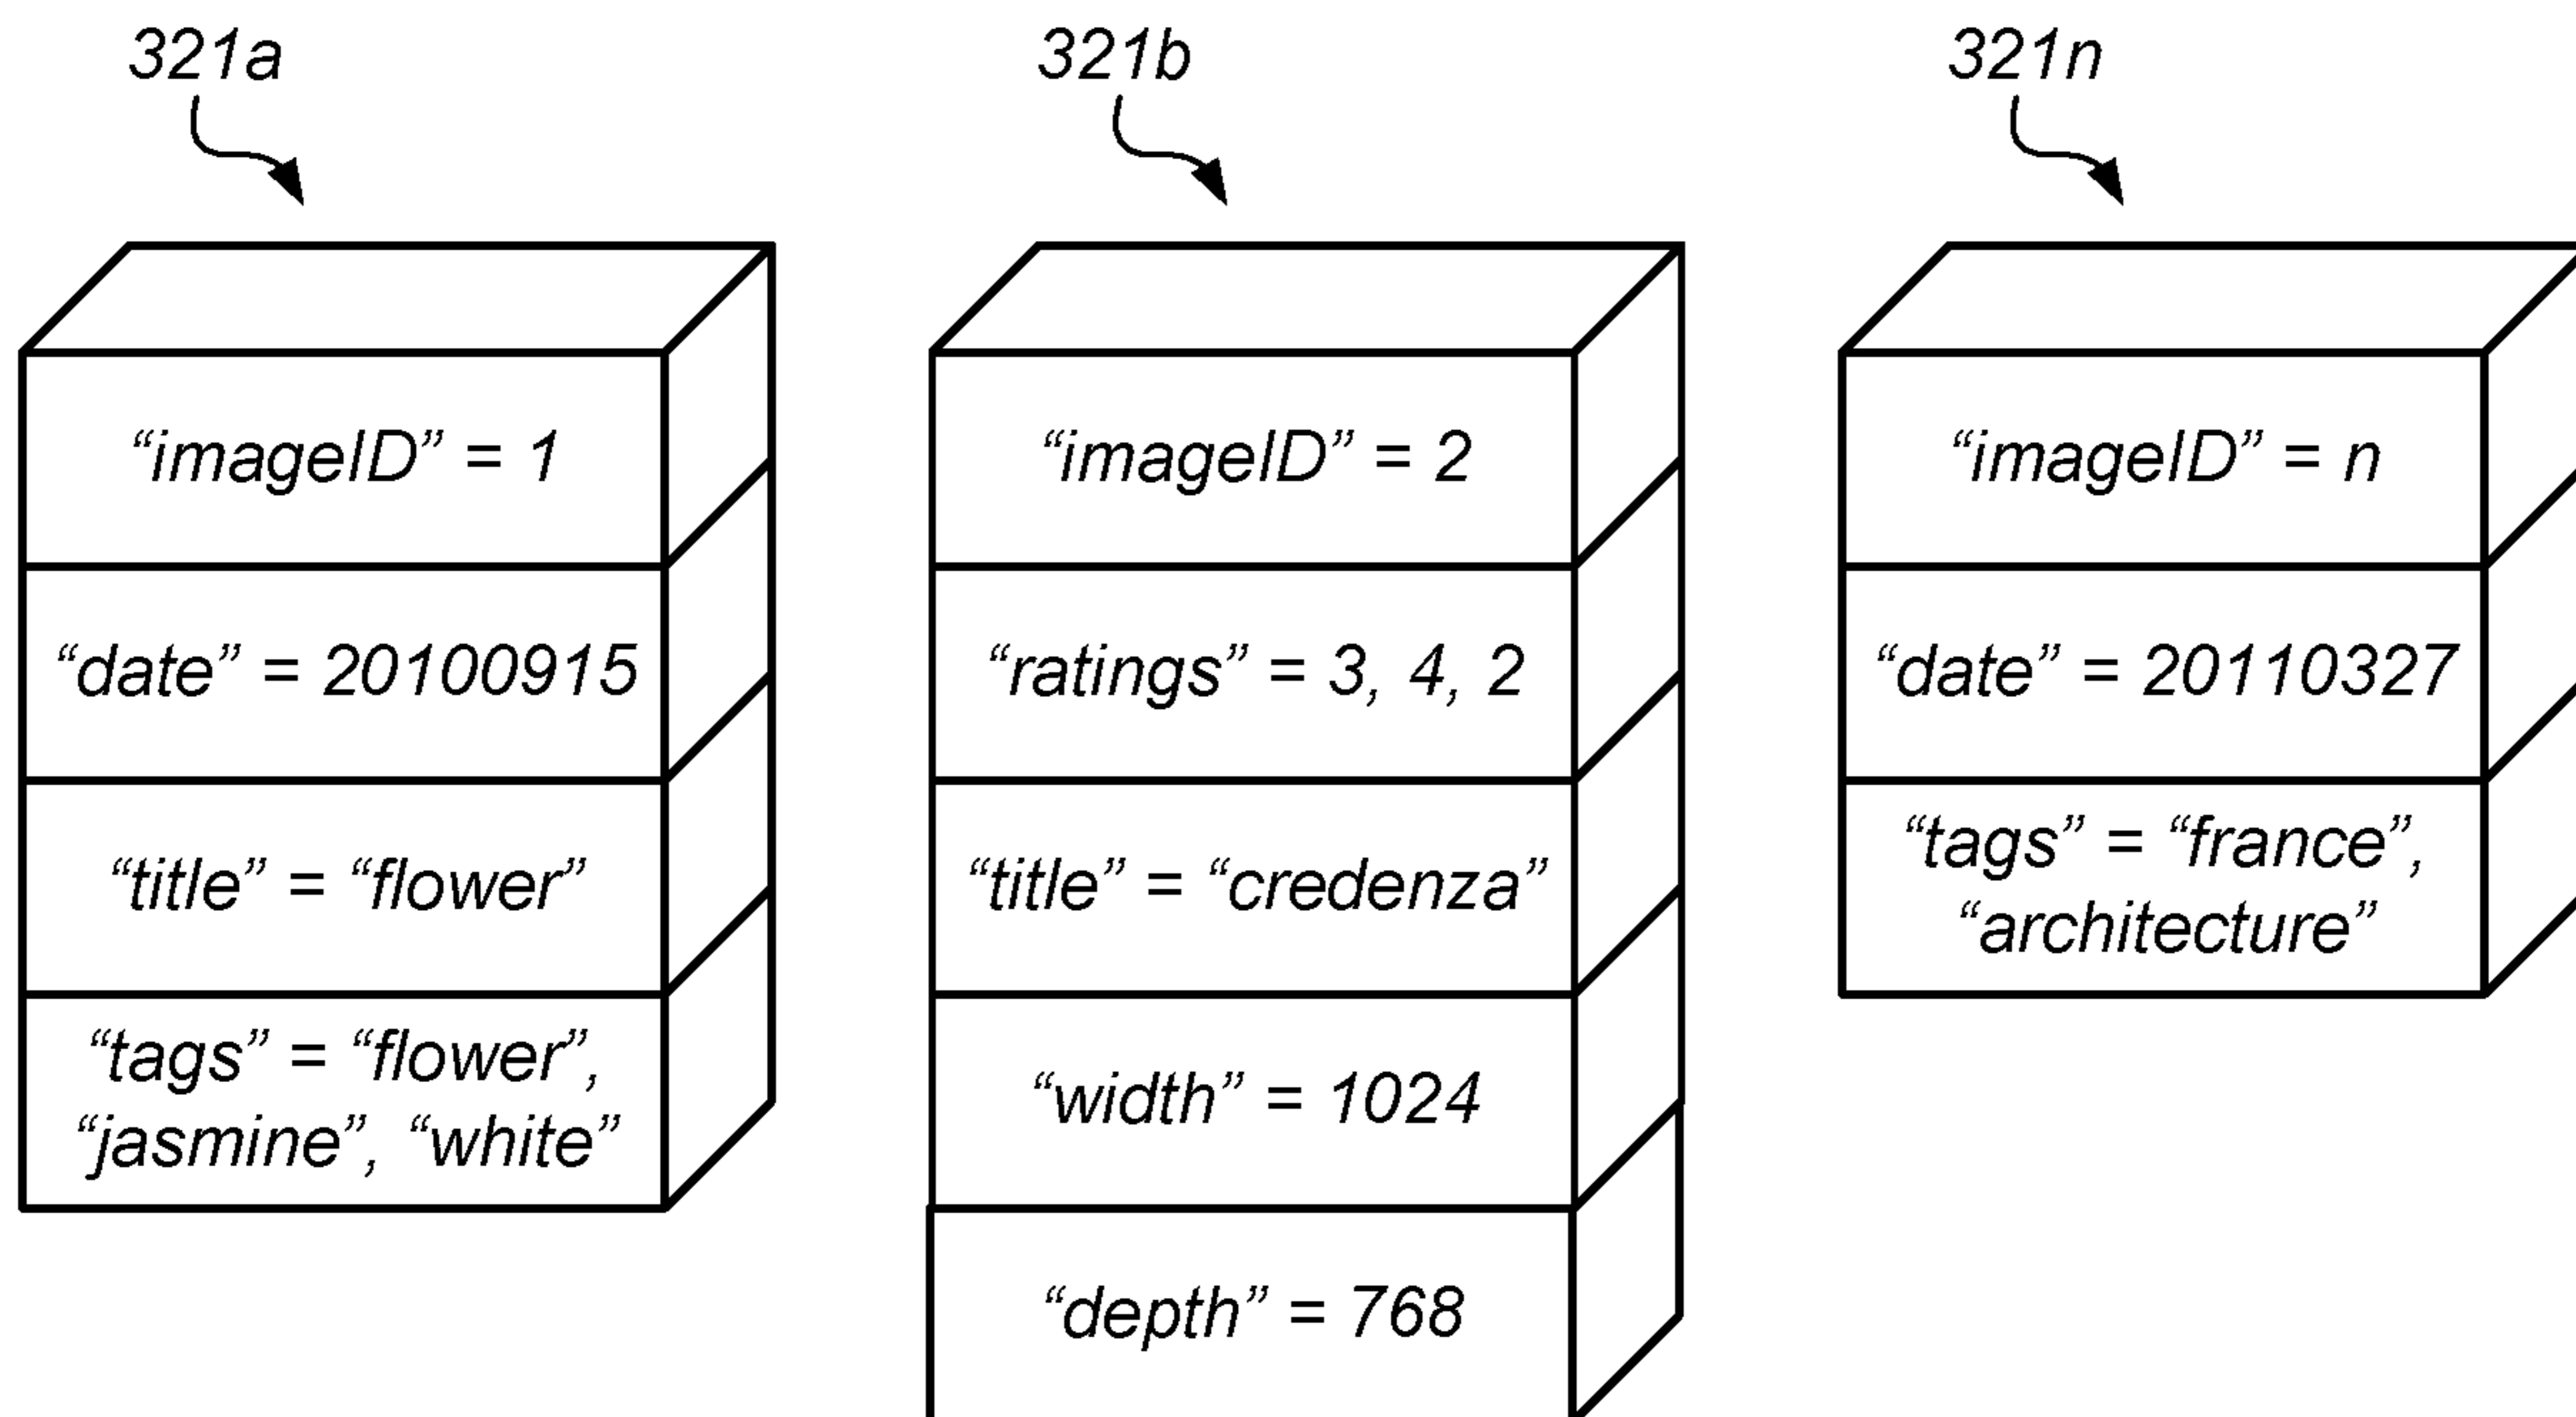 321a
“imageID” = 1
“date” = 20100915
“title” = “flower”
“tags” = “flower”,
“jasmine”, “white”
321b
“imageID” = 2
“ratings” = 3, 4, 2
“title” = “credenza”
“width” = 1024
“depth” = 768
321n
“imageID” = n
“date” = 20110327
“tags” = “france”,
“architecture”